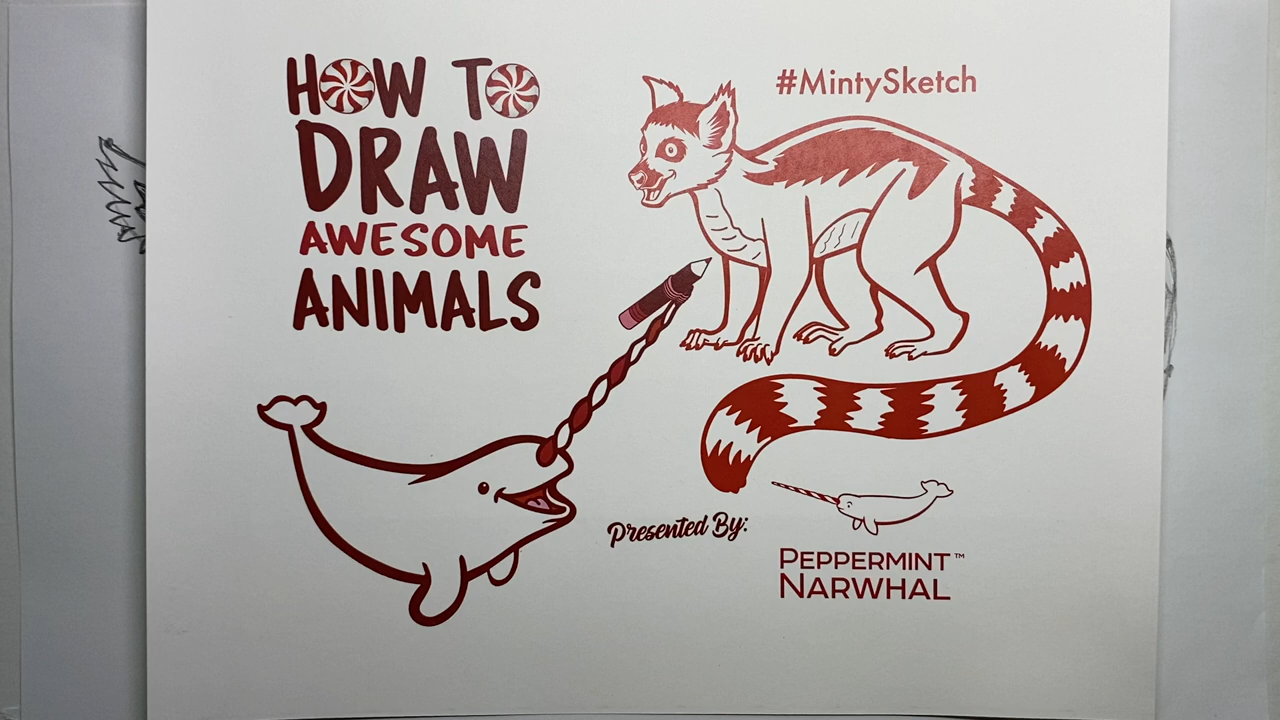 HOW TO
DRAW
AWESOME
ANIMALS
#MintySketch
Presented By:
PEPPERMINT™
NARWHAL